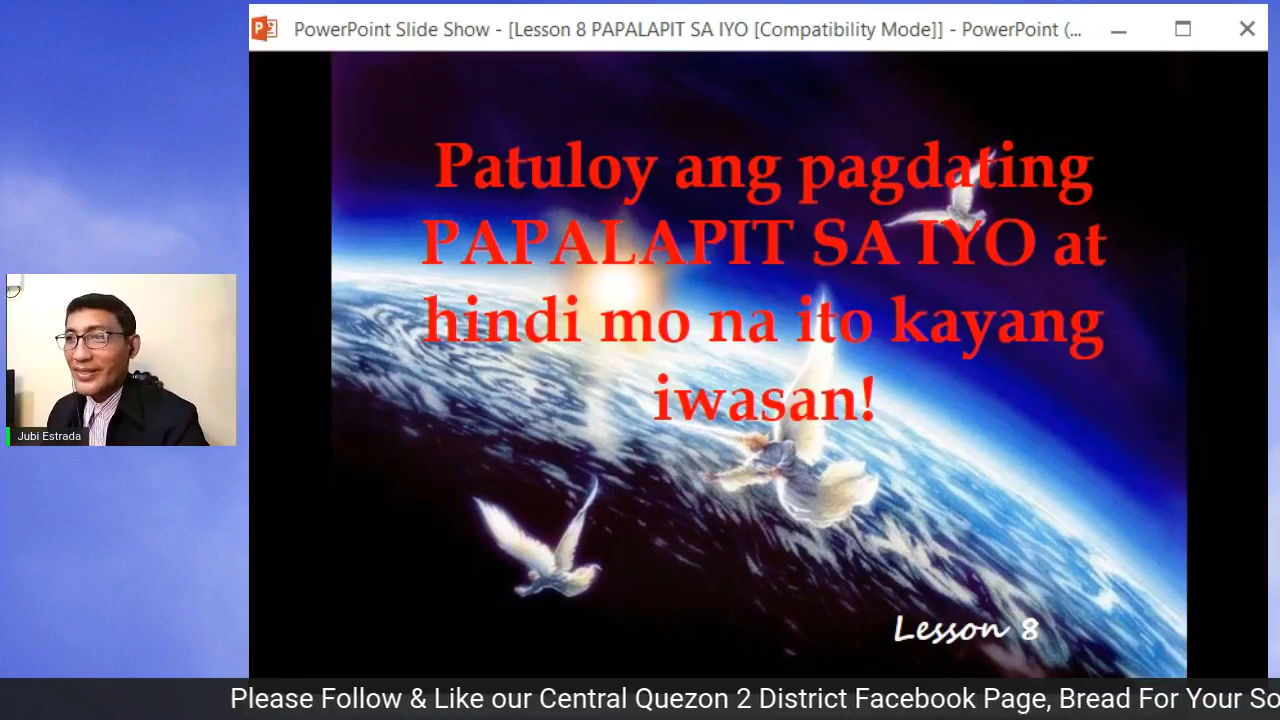 PowerPoint Slide Show - [Lesson 8 PAPALAPIT SA IYO [Compatibility Mode]] - PowerPoint (...
Patuloy ang pagdating
PAPALAPIT SA IYO at
hindi mo na ito kayang
iwasan!
Jubi Estrada
Lesson 8
Please Follow & Like our Central Quezon 2 District Facebook Page, Bread For Your So